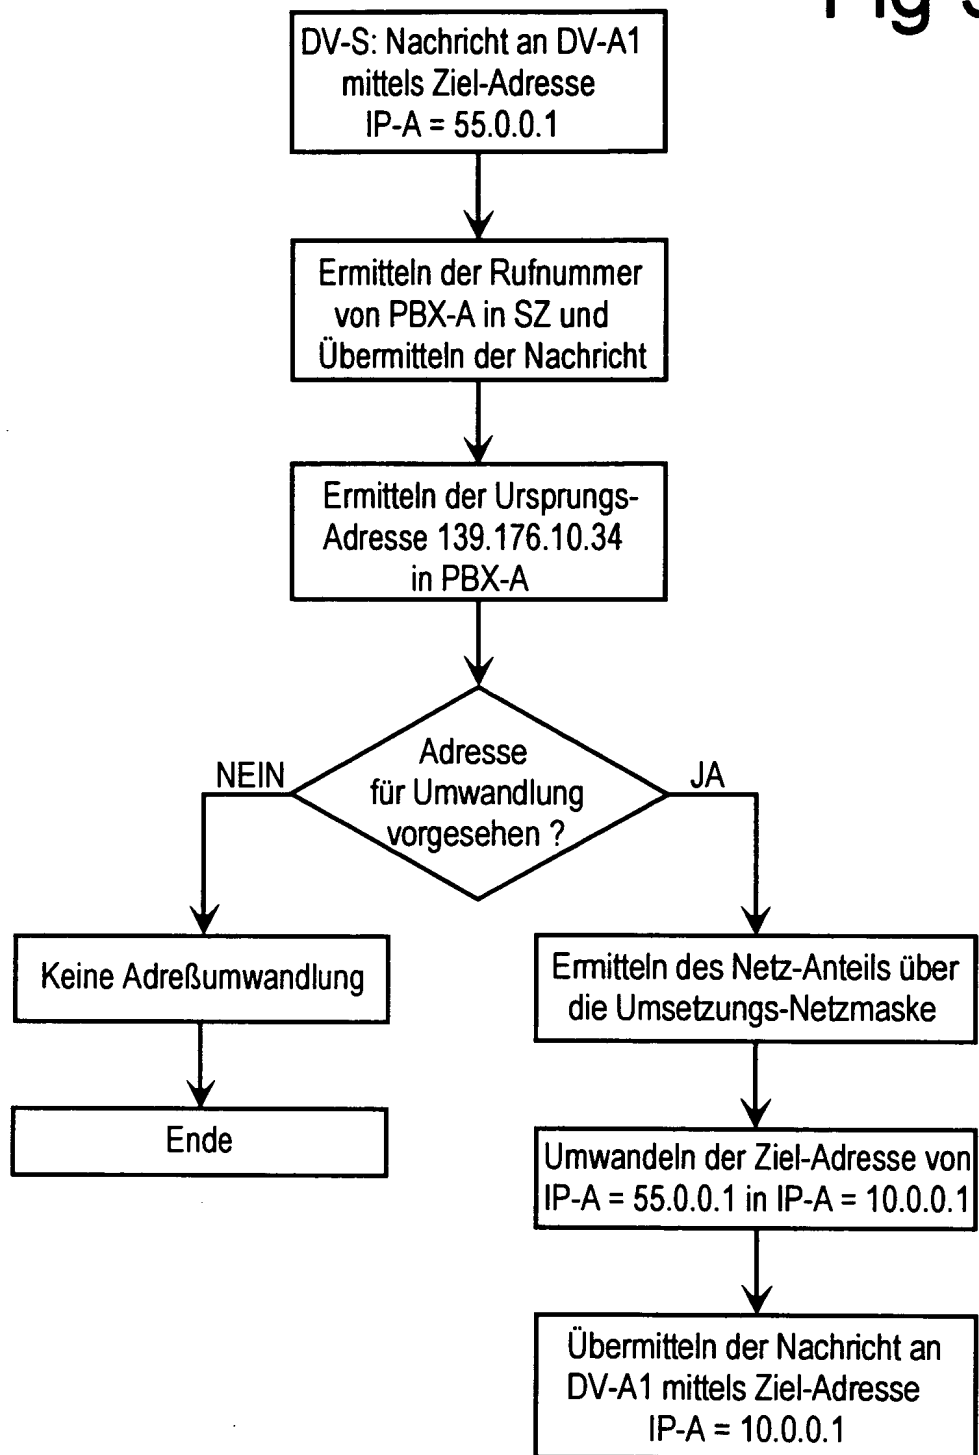 Fig
DV-S: Nachricht an DV-A1
mittels Ziel-Adresse
IP-A = 55.0.0.1
Ermitteln der Rufnummer
von PBX-A in SZ und
Übermitteln der Nachricht
Ermitteln der Ursprungs-
Adresse 139.176.10.34
in PBX-A
Adresse
für Umwandlung
vorgesehen ?
NEIN
JA
Keine Adreßumwandlung
Ende
Ermitteln des Netz-Anteils über
die Umsetzungs-Netzmaske
Umwandeln der Ziel-Adresse von
IP-A = 55.0.0.1 in IP-A = 10.0.0.1
Übermitteln der Nachricht an
DV-A1 mittels Ziel-Adresse
IP-A = 10.0.0.1